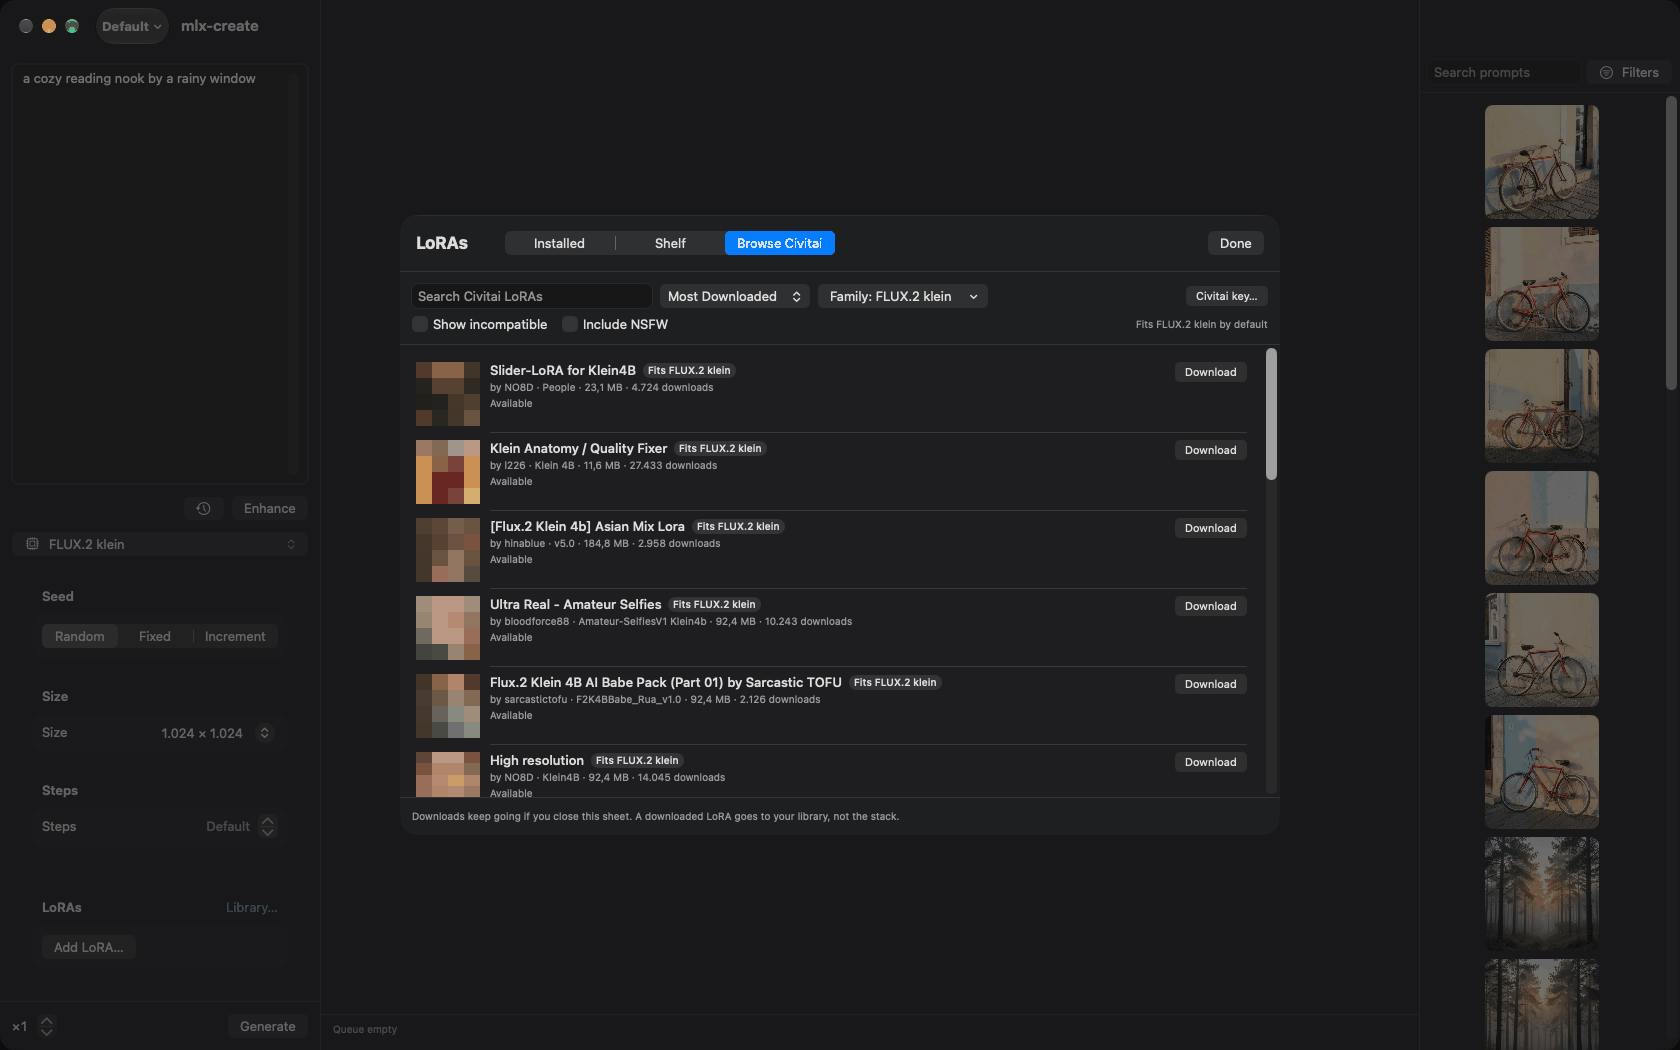 Default
mlx-create
a cozy reading nook by a rainy window
Enhance
FLUX.2 klein
Seed
Random
Fixed
Increment
Size
Size
1.024 × 1.024
Steps
Steps
Default
LoRAs
Library...
Add LoRA...
×1
Generate
LoRAs
Installed
Shelf
Browse Civitai
Done
Search Civitai LoRAs
Most Downloaded
Family: FLUX.2 klein
Civitai key...
Show incompatible
Include NSFW
Fits FLUX.2 klein by default
Slider-LoRA for Klein4B Fits FLUX.2 klein
by NO8D · People · 23,1 MB · 4.724 downloads
Available
Download
Klein Anatomy / Quality Fixer Fits FLUX.2 klein
by l226 · Klein 4B · 11,6 MB · 27.433 downloads
Available
Download
[Flux.2 Klein 4b] Asian Mix Lora Fits FLUX.2 klein
by hinablue · v5.0 · 184,8 MB · 2.958 downloads
Available
Download
Ultra Real - Amateur Selfies Fits FLUX.2 klein
by bloodforce88 · Amateur-SelfiesV1 Klein4b · 92,4 MB · 10.243 downloads
Available
Download
Flux.2 Klein 4B AI Babe Pack (Part 01) by Sarcastic TOFU Fits FLUX.2 klein
by sarcastictofu · F2K4BBabe_Rua_v1.0 · 92,4 MB · 2.126 downloads
Available
Download
High resolution Fits FLUX.2 klein
by NO8D · Klein4B · 92,4 MB · 14.045 downloads
Available
Download
Downloads keep going if you close this sheet. A downloaded LoRA goes to your library, not the stack.
Queue empty
Search prompts
Filters